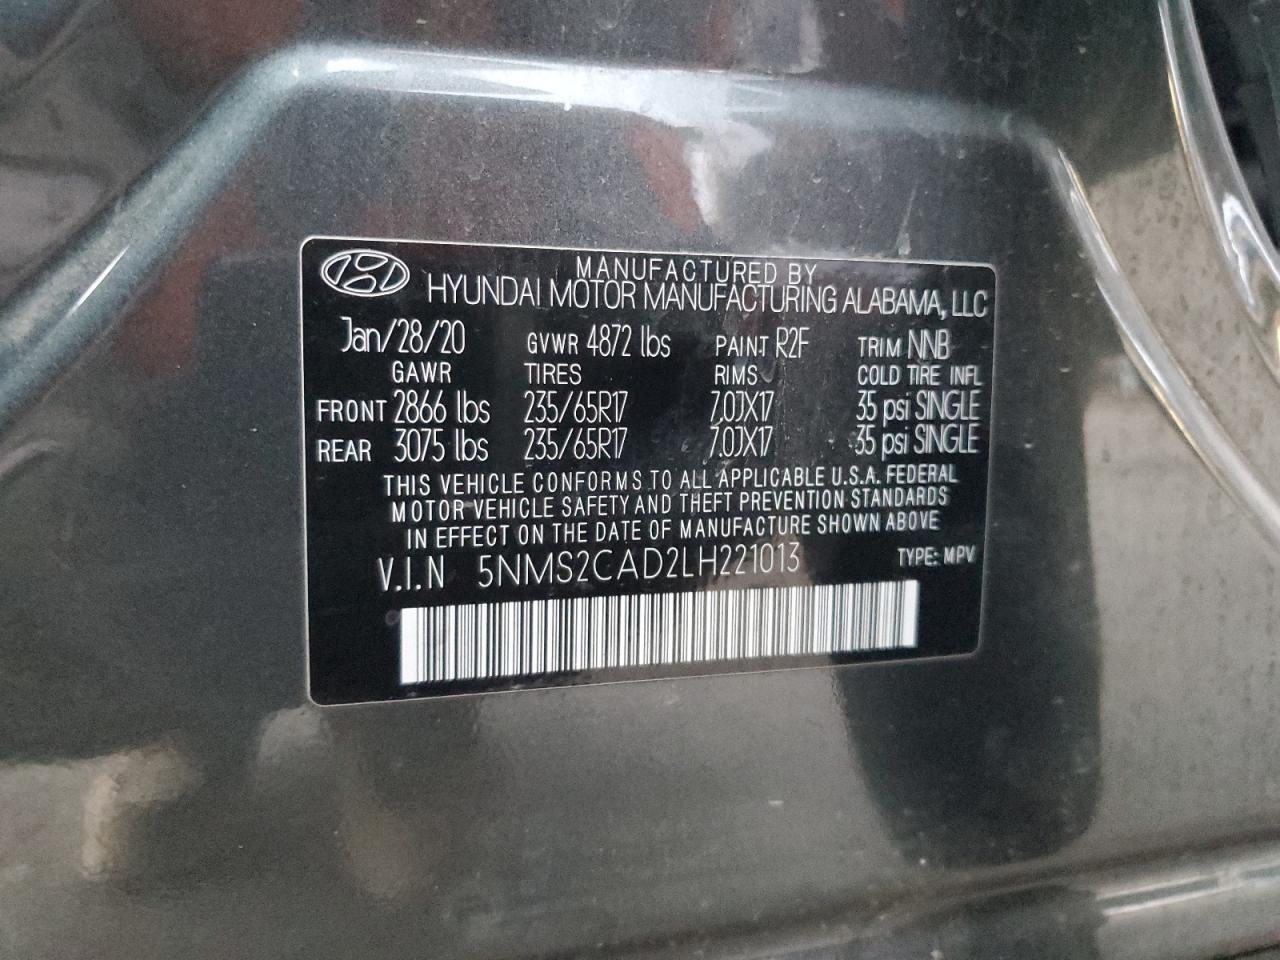 MANUFACTURED BY
HYUNDAI MOTOR MANUFACTURING ALABAMA, LLC
Jan/28/20 GVWR 4872 lbs PAINT R2F TRIM NNB
GAWR TIRES RIMS COLD TIRE INFL
FRONT 2866 lbs 235/65R17 7.0JX17 35 psi SINGLE
REAR 3075 lbs 235/65R17 7.0JX17 35 psi SINGLE
THIS VEHICLE CONFORMS TO ALL APPLICABLE U.S.A. FEDERAL
MOTOR VEHICLE SAFETY AND THEFT PREVENTION STANDARDS
IN EFFECT ON THE DATE OF MANUFACTURE SHOWN ABOVE
V.I.N 5NMS2CAD2LH221013 TYPE: MPV